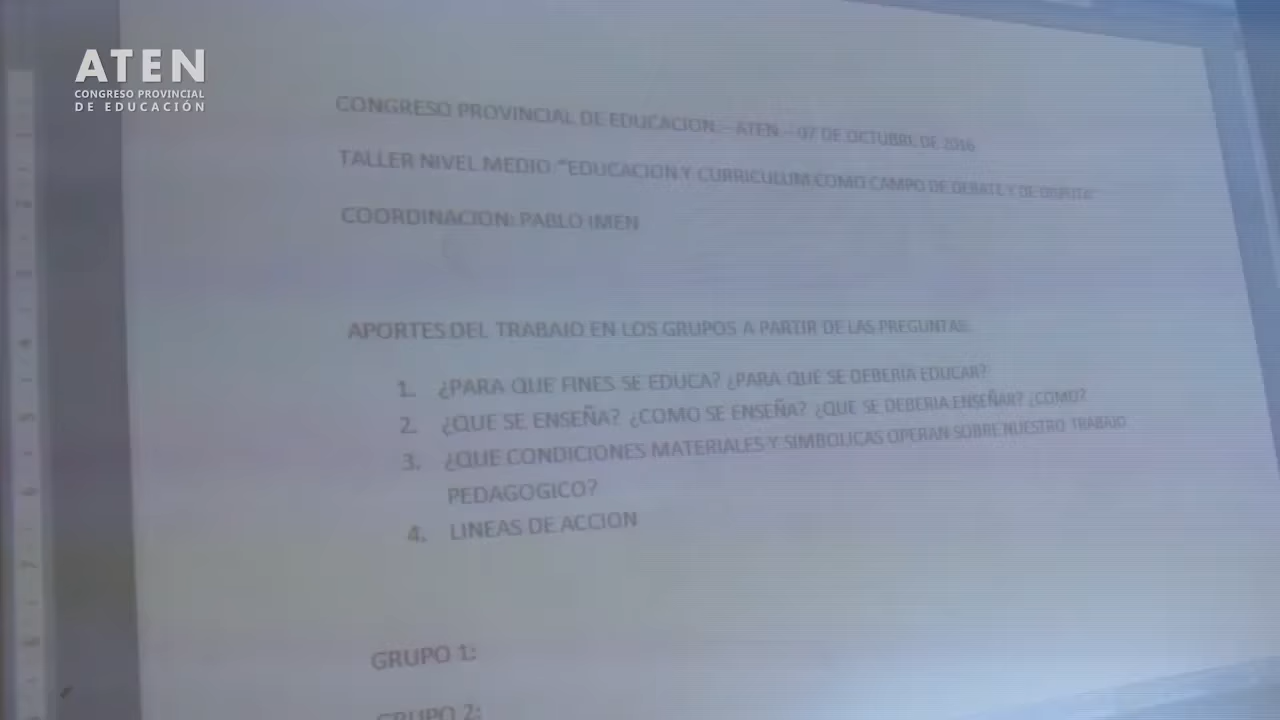 ATEN
CONGRESO PROVINCIAL
DE EDUCACIÓN
CONGRESO PROVINCIAL DE EDUCACION – ATEN – 07 DE OCTUBRE DE 2016
TALLER NIVEL MEDIO: "EDUCACION Y CURRICULUM COMO CAMPO DE DEBATE Y DE DISPUTA"
COORDINACION: PABLO IMEN
APORTES DEL TRABAJO EN LOS GRUPOS A PARTIR DE LAS PREGUNTAS:
1. ¿PARA QUE FINES SE EDUCA? ¿PARA QUE SE DEBERIA EDUCAR?
2. ¿QUE SE ENSEÑA? ¿COMO SE ENSEÑA? ¿QUE SE DEBERIA ENSEÑAR? ¿COMO?
3. ¿QUE CONDICIONES MATERIALES Y SIMBOLICAS OPERAN SOBRE NUESTRO TRABAJO
PEDAGOGICO?
4. LINEAS DE ACCION
GRUPO 1:
GRUPO 2: